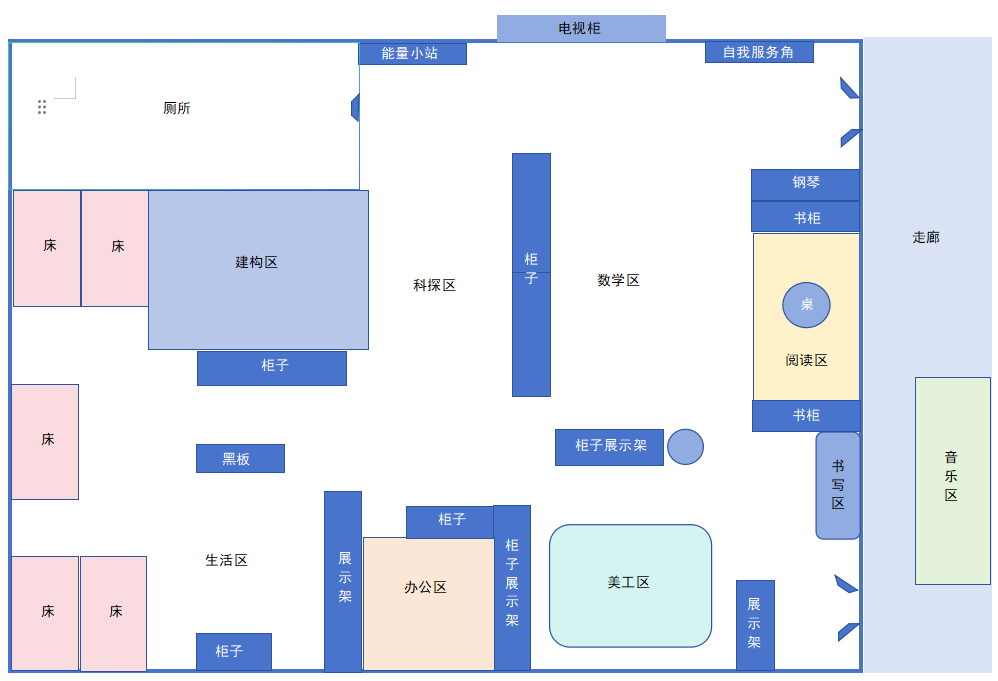 电视柜
能量小站
自我服务角
厕所
钢琴
书柜
走廊
床
床
建构区
柜
子
科探区
数学区
桌
阅读区
柜子
书柜
床
黑板
柜子展示架
书
写
区
音
乐
区
柜子
生活区
展
示
架
办公区
柜
子
展
示
架
美工区
床
床
展
示
架
柜子